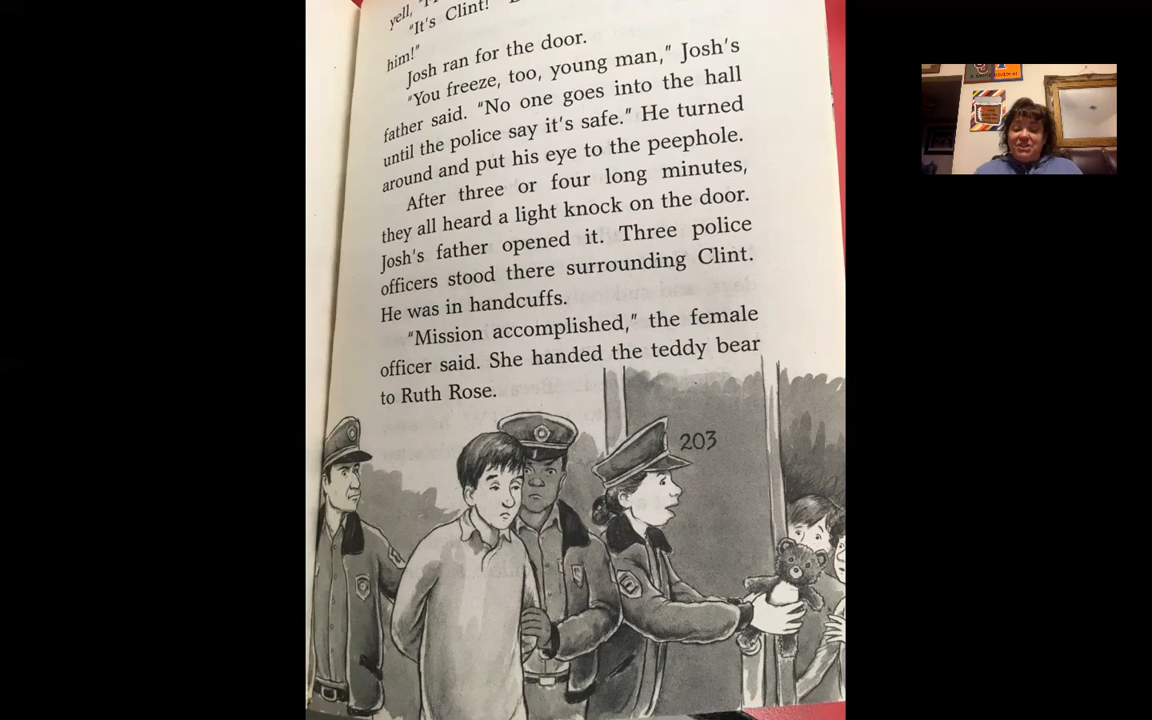 yell,
"It's Clint!
him!"
Josh ran for the door.
"You freeze, too, young man," Josh's
father said. "No one goes into the hall
until the police say it's safe." He turned
around and put his eye to the peephole.
After three or four long minutes,
they all heard a light knock on the door.
Josh's father opened it. Three police
officers stood there surrounding Clint.
He was in handcuffs.
"Mission accomplished," the female
officer said. She handed the teddy bear
to Ruth Rose.
203